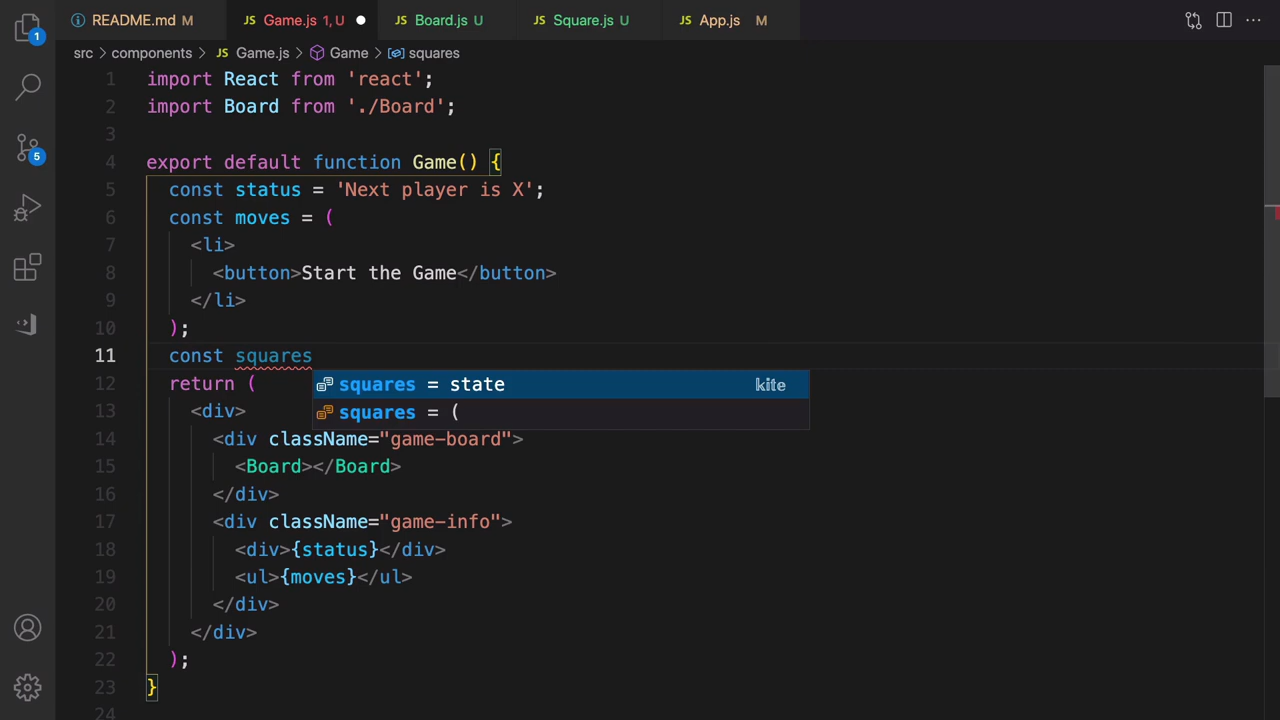 README.md M
Game.js 1, U
Board.js U
Square.js U
App.js M
src > components > JS Game.js > Game > squares
1 import React from 'react';
2 import Board from './Board';
3
4 export default function Game() {
5 const status = 'Next player is X';
6 const moves = (
7 <li>
8 <button>Start the Game</button>
9 </li>
10 );
11 const squares
squares = state kite
squares = (
12 return (
13 <div>
14 <div className="game-board">
15 <Board></Board>
16 </div>
17 <div className="game-info">
18 <div>{status}</div>
19 <ul>{moves}</ul>
20 </div>
21 </div>
22 );
23 }
24
1
5